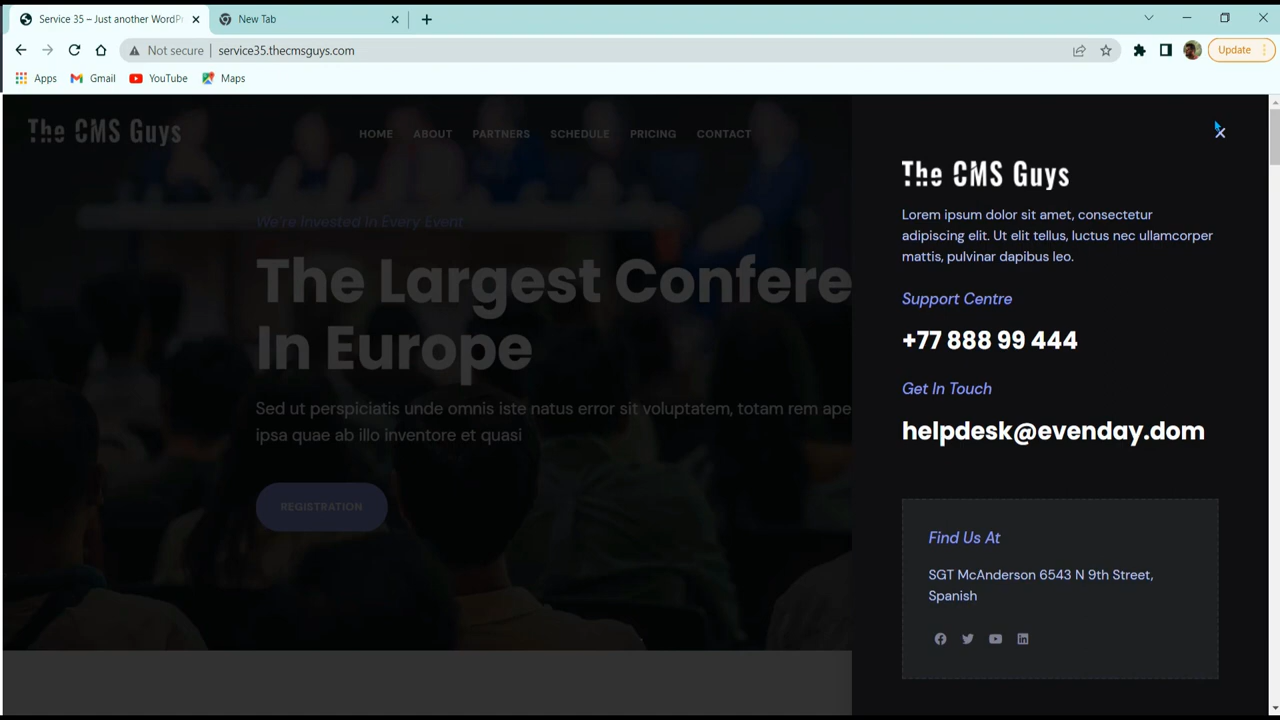 Service 35 – Just another WordPr
New Tab
Not secure
service35.thecmsguys.com
Update
Apps
Gmail
YouTube
Maps
The CMS Guys
HOME
ABOUT
PARTNERS
SCHEDULE
PRICING
CONTACT
We're Invested In Every Event
The Largest Confere
In Europe
Sed ut perspiciatis unde omnis iste natus error sit voluptatem, totam rem ape
ipsa quae ab illo inventore et quasi
REGISTRATION
The CMS Guys
Lorem ipsum dolor sit amet, consectetur
adipiscing elit. Ut elit tellus, luctus nec ullamcorper
mattis, pulvinar dapibus leo.
Support Centre
+77 888 99 444
Get In Touch
helpdesk@evenday.dom
Find Us At
SGT McAnderson 6543 N 9th Street,
Spanish